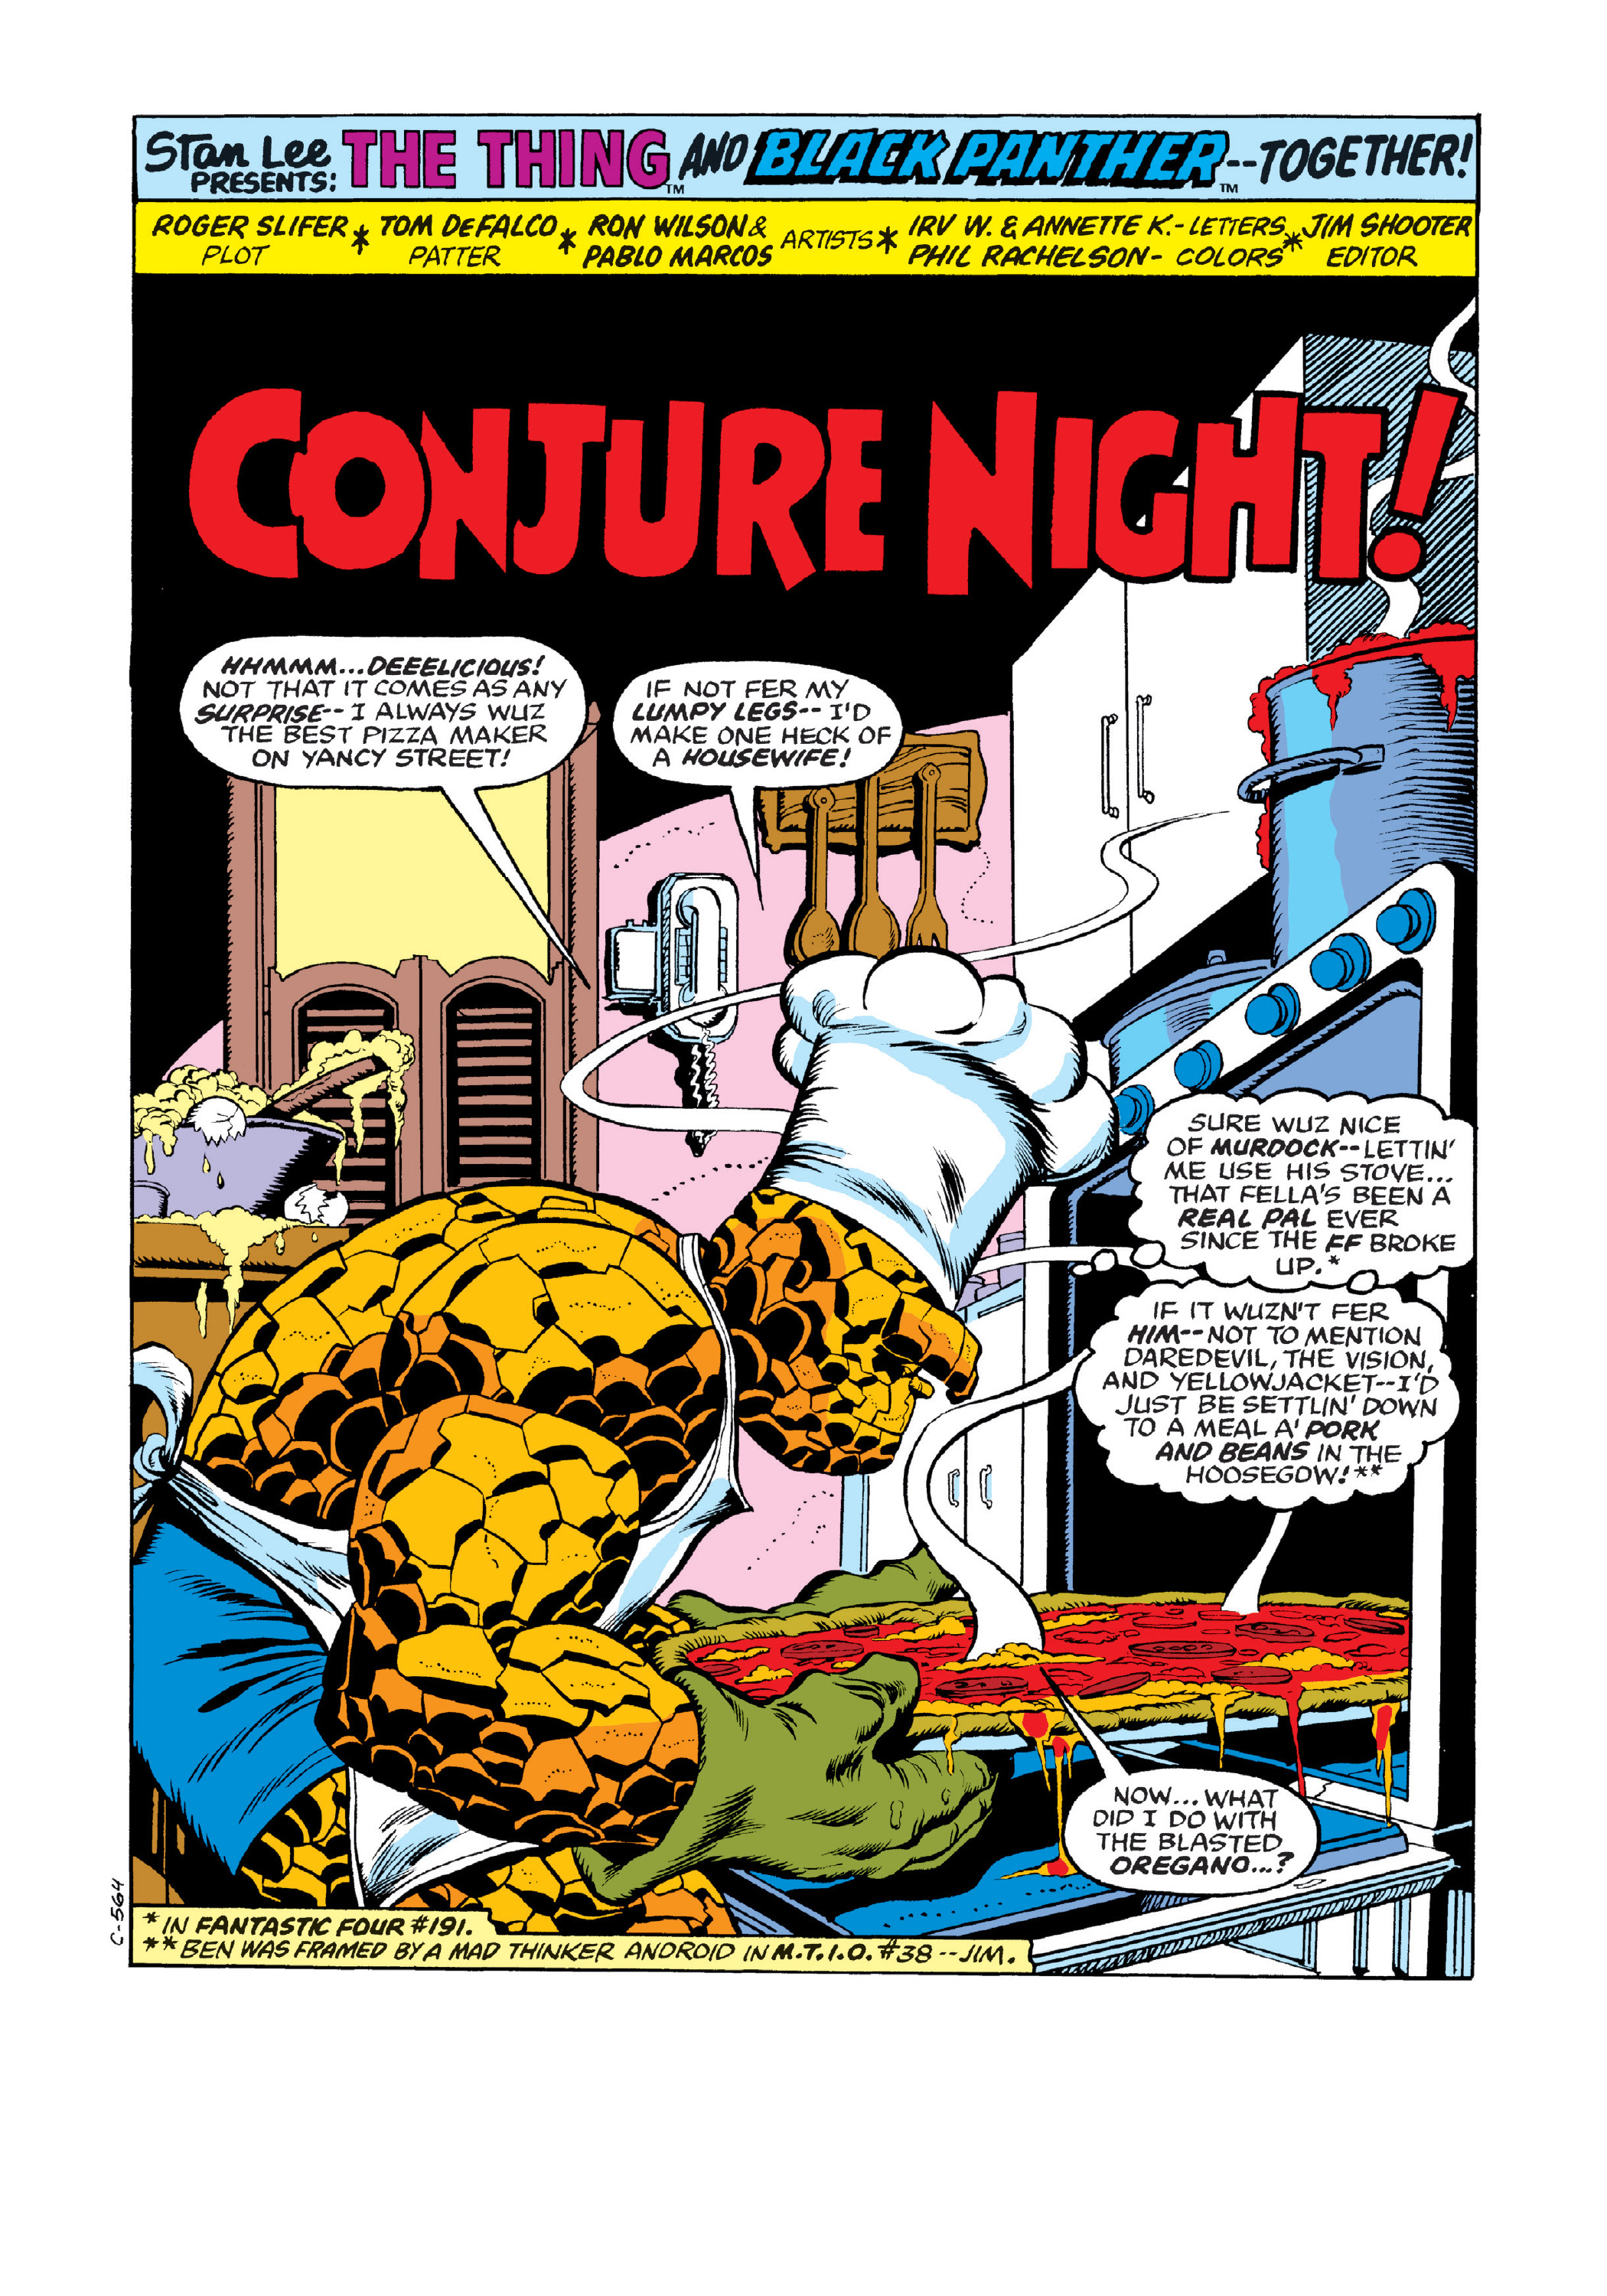 Stan Lee PRESENTS: THE THING™ AND BLACK PANTHER™--TOGETHER!
ROGER SLIFER PLOT * TOM DeFALCO PATTER * RON WILSON & PABLO MARCOS ARTISTS * IRV W. & ANNETTE K.- LETTERS PHIL RACHELSON- COLORS * JIM SHOOTER EDITOR
CONJURE NIGHT!
HHMMM...DEEELICIOUS!
NOT THAT IT COMES AS ANY
SURPRISE-- I ALWAYS WUZ
THE BEST PIZZA MAKER
ON YANCY STREET!
IF NOT FER MY
LUMPY LEGS-- I'D
MAKE ONE HECK OF
A HOUSEWIFE!
SURE WUZ NICE
OF MURDOCK--LETTIN'
ME USE HIS STOVE...
THAT FELLA'S BEEN A
REAL PAL EVER
SINCE THE FF BROKE
UP.*
IF IT WUZN'T FER
HIM--NOT TO MENTION
DAREDEVIL, THE VISION,
AND YELLOWJACKET--I'D
JUST BE SETTLIN' DOWN
TO A MEAL A' PORK
AND BEANS IN THE
HOOSEGOW!**
NOW...WHAT
DID I DO WITH
THE BLASTED
OREGANO...?
C-564
* IN FANTASTIC FOUR #191.
** BEN WAS FRAMED BY A MAD THINKER ANDROID IN M.T.I.O. #38 --JIM.